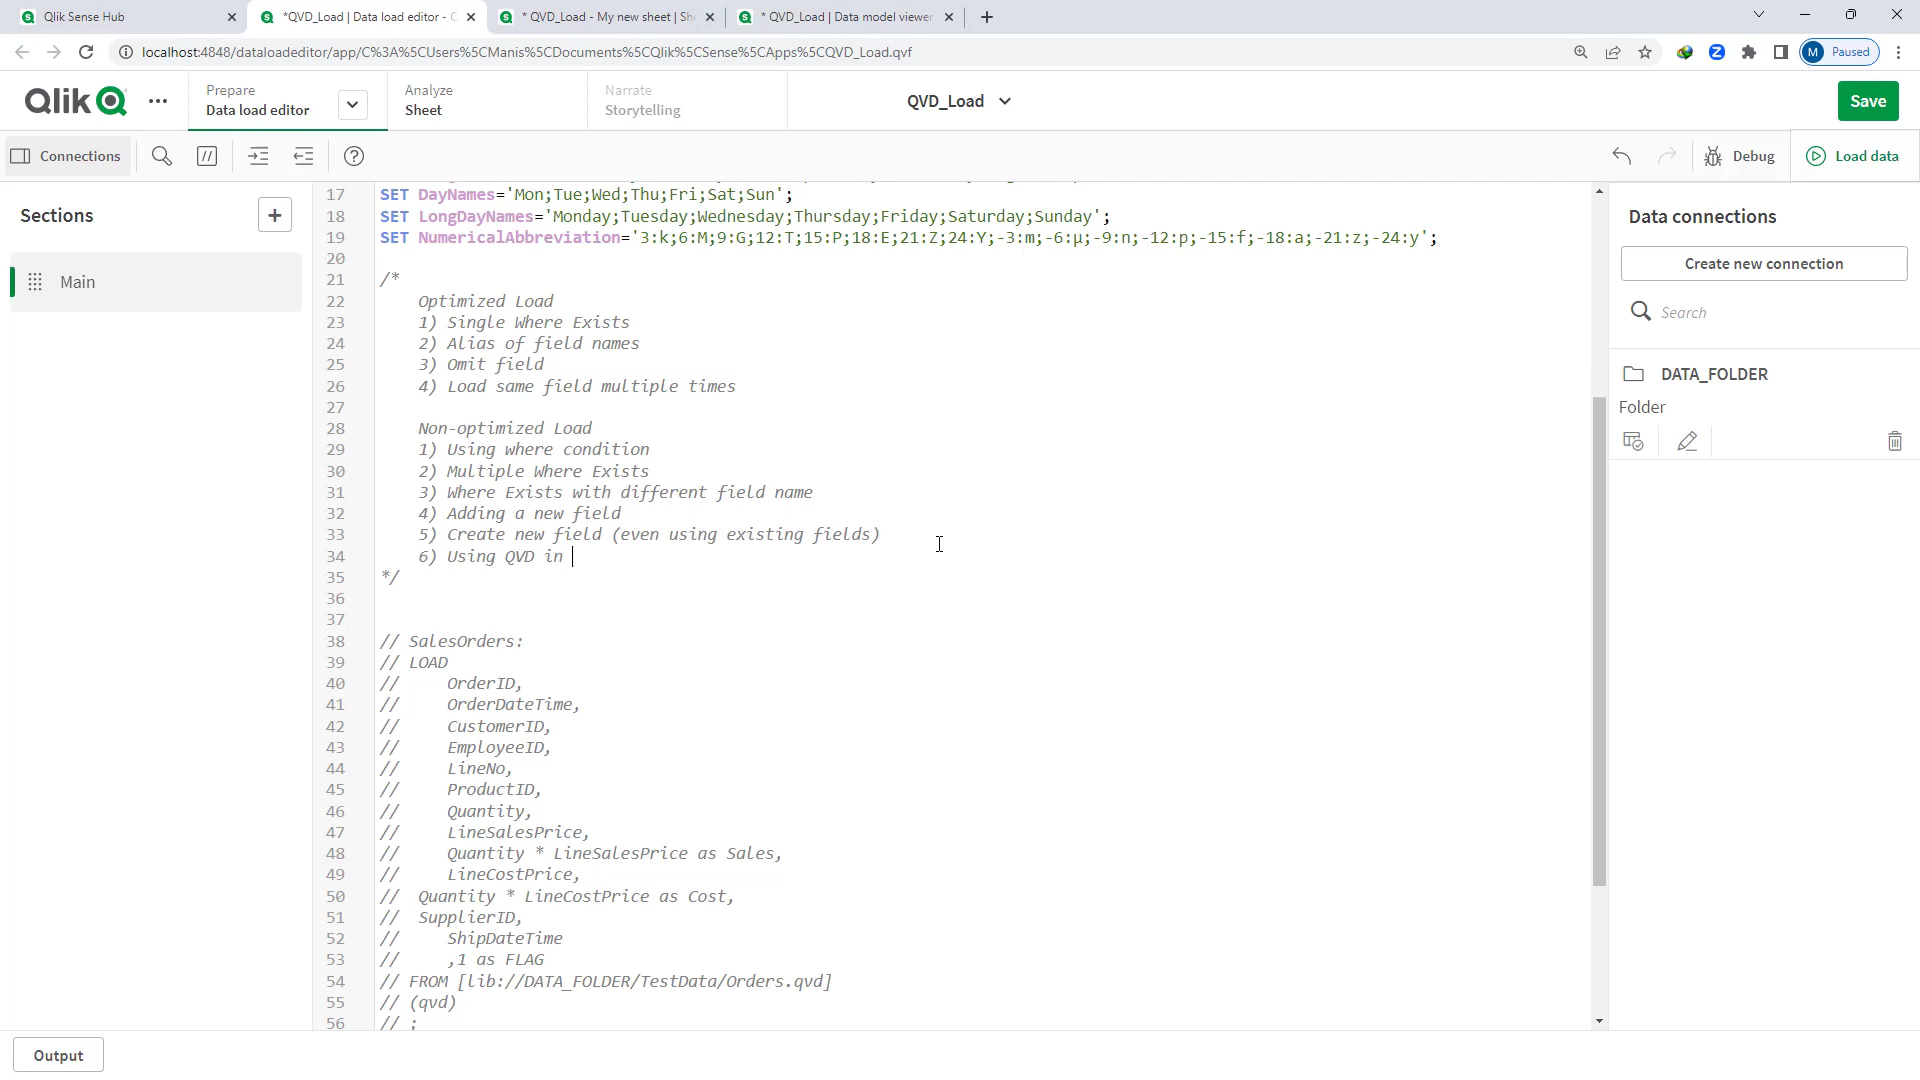 Qlik Sense Hub
*QVD_Load | Data load editor - C
* QVD_Load - My new sheet | Sh
* QVD_Load | Data model viewer
localhost:4848/dataloadeditor/app/C%3A%5CUsers%5CManis%5CDocuments%5CQlik%5CSense%5CApps%5CQVD_Load.qvf
M Paused
Qlik
Prepare
Data load editor
Analyze
Sheet
Narrate
Storytelling
QVD_Load
Save
Connections
Debug
Load data
Sections
Main
17 SET DayNames='Mon;Tue;Wed;Thu;Fri;Sat;Sun';
18 SET LongDayNames='Monday;Tuesday;Wednesday;Thursday;Friday;Saturday;Sunday';
19 SET NumericalAbbreviation='3:k;6:M;9:G;12:T;15:P;18:E;21:Z;24:Y;-3:m;-6:μ;-9:n;-12:p;-15:f;-18:a;-21:z;-24:y';
20
21 /*
22 Optimized Load
23 1) Single Where Exists
24 2) Alias of field names
25 3) Omit field
26 4) Load same field multiple times
27
28 Non-optimized Load
29 1) Using where condition
30 2) Multiple Where Exists
31 3) Where Exists with different field name
32 4) Adding a new field
33 5) Create new field (even using existing fields)
34 6) Using QVD in
35 */
36
37
38 // SalesOrders:
39 // LOAD
40 // OrderID,
41 // OrderDateTime,
42 // CustomerID,
43 // EmployeeID,
44 // LineNo,
45 // ProductID,
46 // Quantity,
47 // LineSalesPrice,
48 // Quantity * LineSalesPrice as Sales,
49 // LineCostPrice,
50 // Quantity * LineCostPrice as Cost,
51 // SupplierID,
52 // ShipDateTime
53 // ,1 as FLAG
54 // FROM [lib://DATA_FOLDER/TestData/Orders.qvd]
55 // (qvd)
56 // ;
Data connections
Create new connection
Search
DATA_FOLDER
Folder
Output